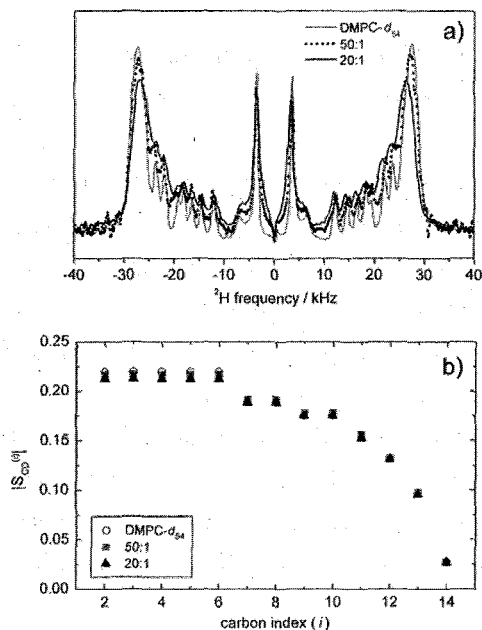 a)
DMPC-d54
50:1
20:1
-40 -30 -20 -10 0 10 20 30 40
²H frequency / kHz
b)
0.25
0.20
0.15
0.10
0.05
0.00
|S_CD^(i)|
DMPC-d54
50:1
20:1
2 4 6 8 10 12 14
carbon index (i)